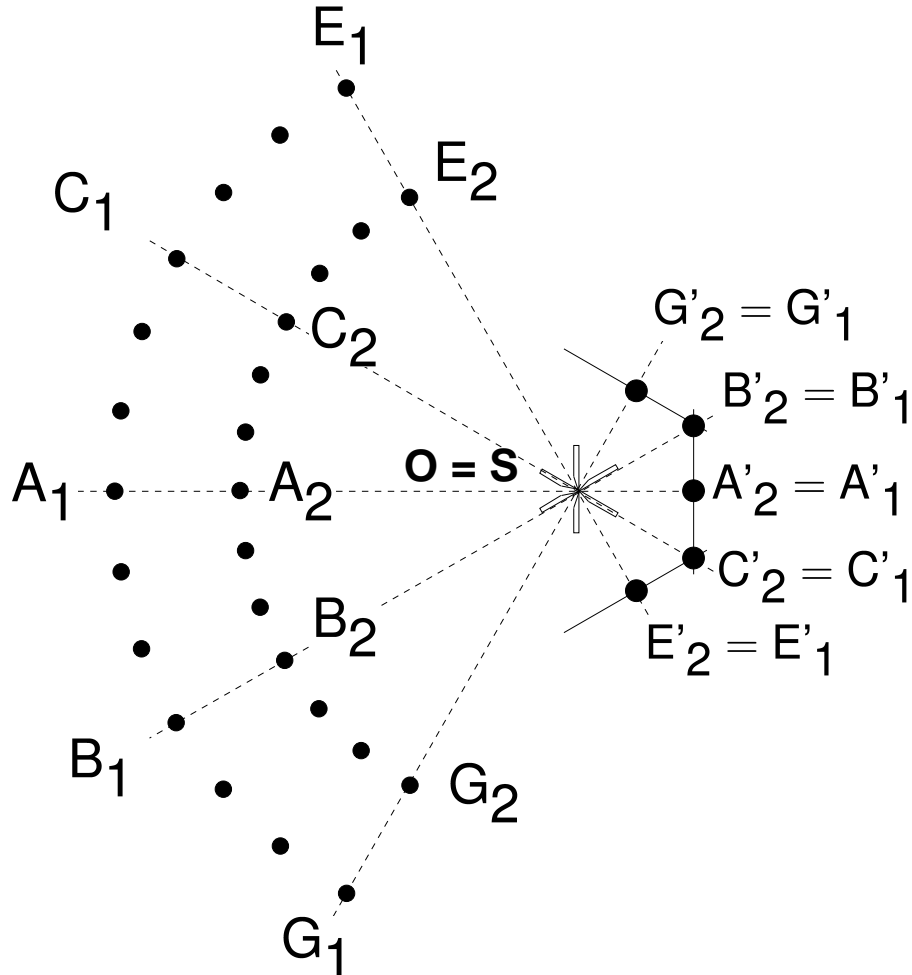 E1
E2
C1
C2
G'2 = G'1
B'2 = B'1
O = S
A1
A2
A'2 = A'1
C'2 = C'1
B2
E'2 = E'1
B1
G2
G1